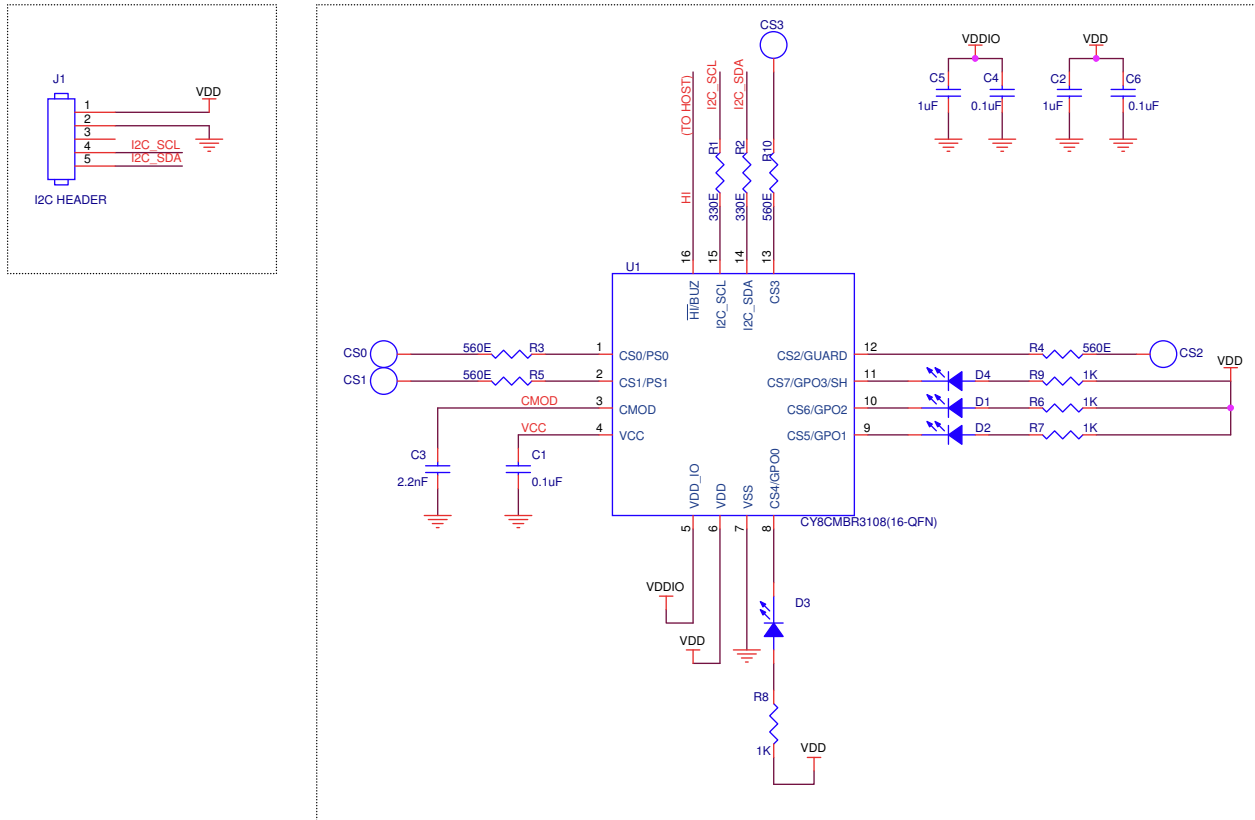 J1
1
2
3
4
5
VDD
I2C_SCL
I2C_SDA
I2C HEADER
CS3
(TO HOST)
HI
I2C_SCL
R1
330E
I2C_SDA
R2
330E
R10
560E
VDDIO
C5
1uF
C4
0.1uF
VDD
C2
1uF
C6
0.1uF
U1
16
15
14
13
HI/BUZ
I2C_SCL
I2C_SDA
CS3
CS0
560E
R3
1
CS0/PS0
CS1
560E
R5
2
CS1/PS1
CMOD
3
CMOD
VCC
4
VCC
C3
2.2nF
C1
0.1uF
CS2/GUARD
12
R4
560E
CS2
CS7/GPO3/SH
11
D4
R9
1K
VDD
CS6/GPO2
10
D1
R6
1K
CS5/GPO1
9
D2
R7
1K
VDD_IO
VDD
VSS
CS4/GPO0
5
6
7
8
CY8CMBR3108(16-QFN)
VDDIO
VDD
D3
R8
1K
VDD